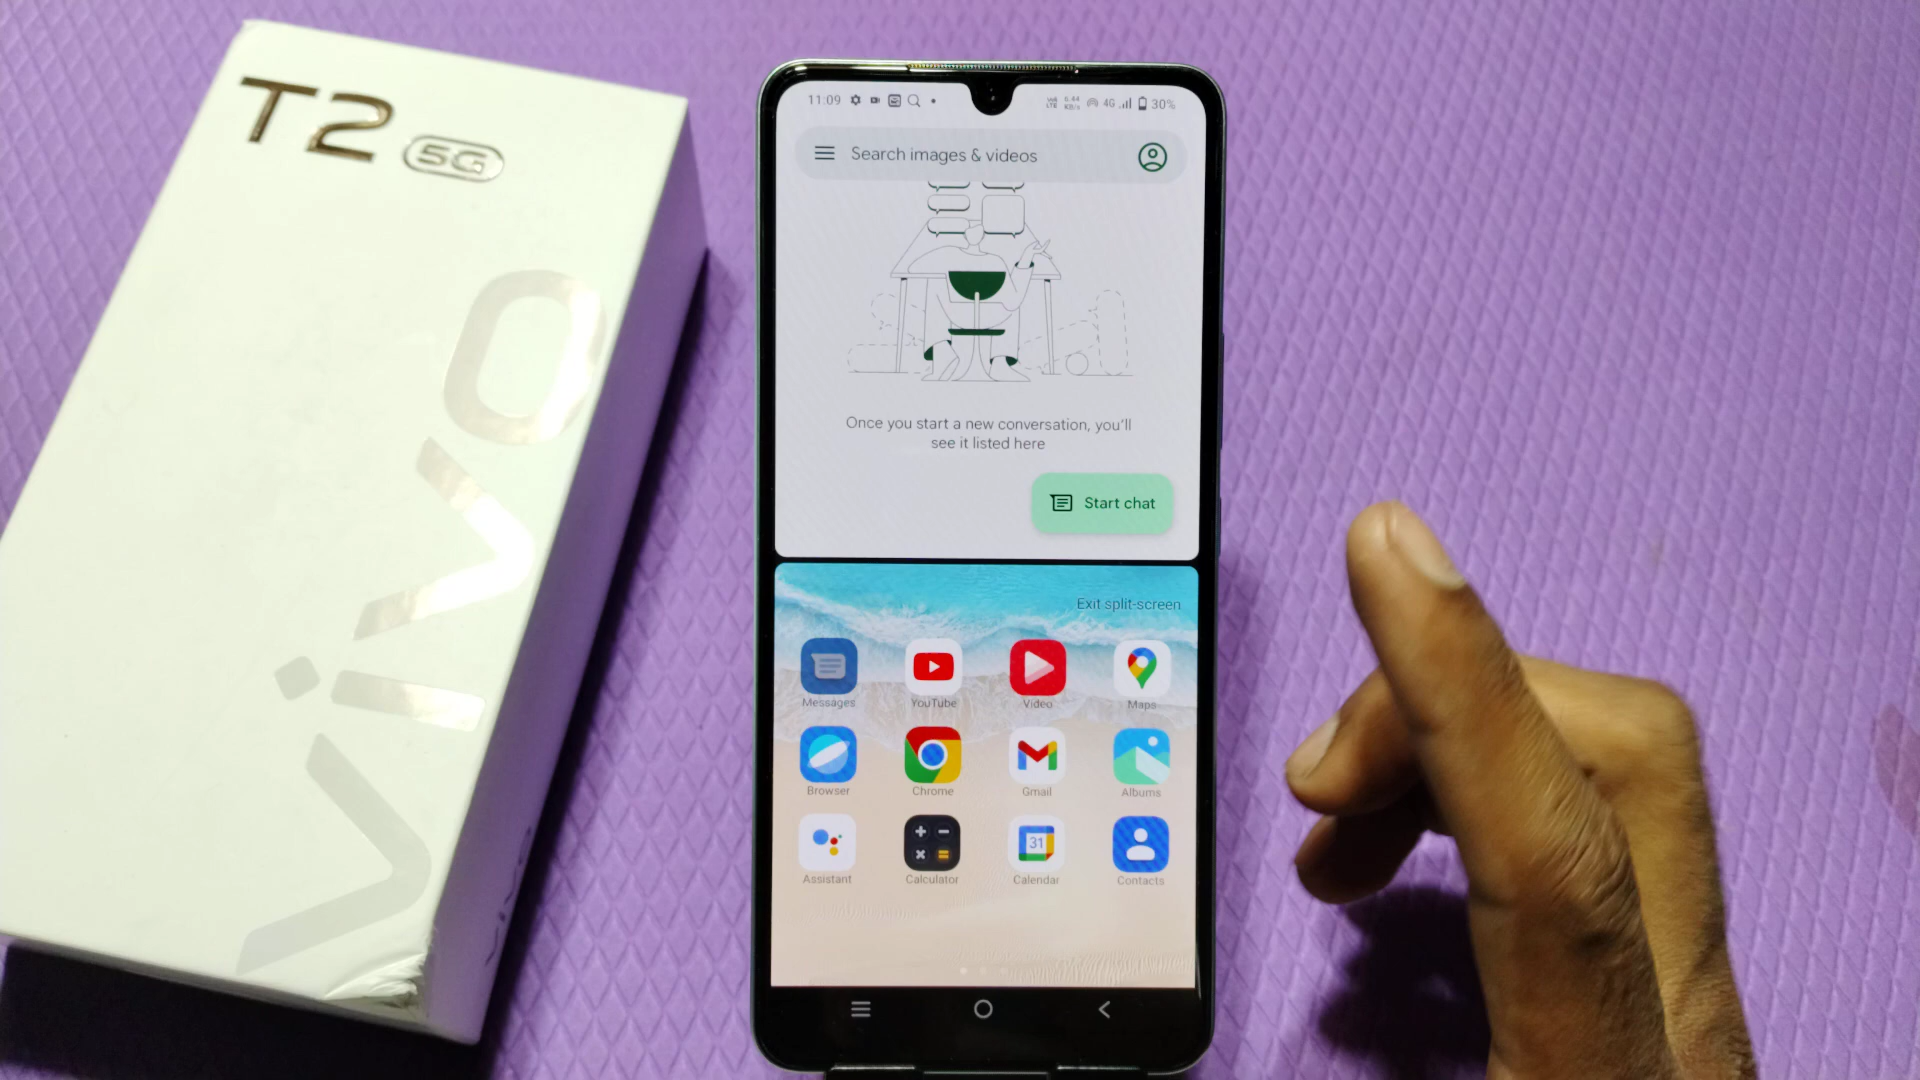 T2 5G
vivo
11:09
4G
30%
Search images & videos
Once you start a new conversation, you'll
see it listed here
Start chat
Exit split-screen
Messages YouTube Video Maps
Browser Chrome Gmail Albums
31
Assistant Calculator Calendar Contacts